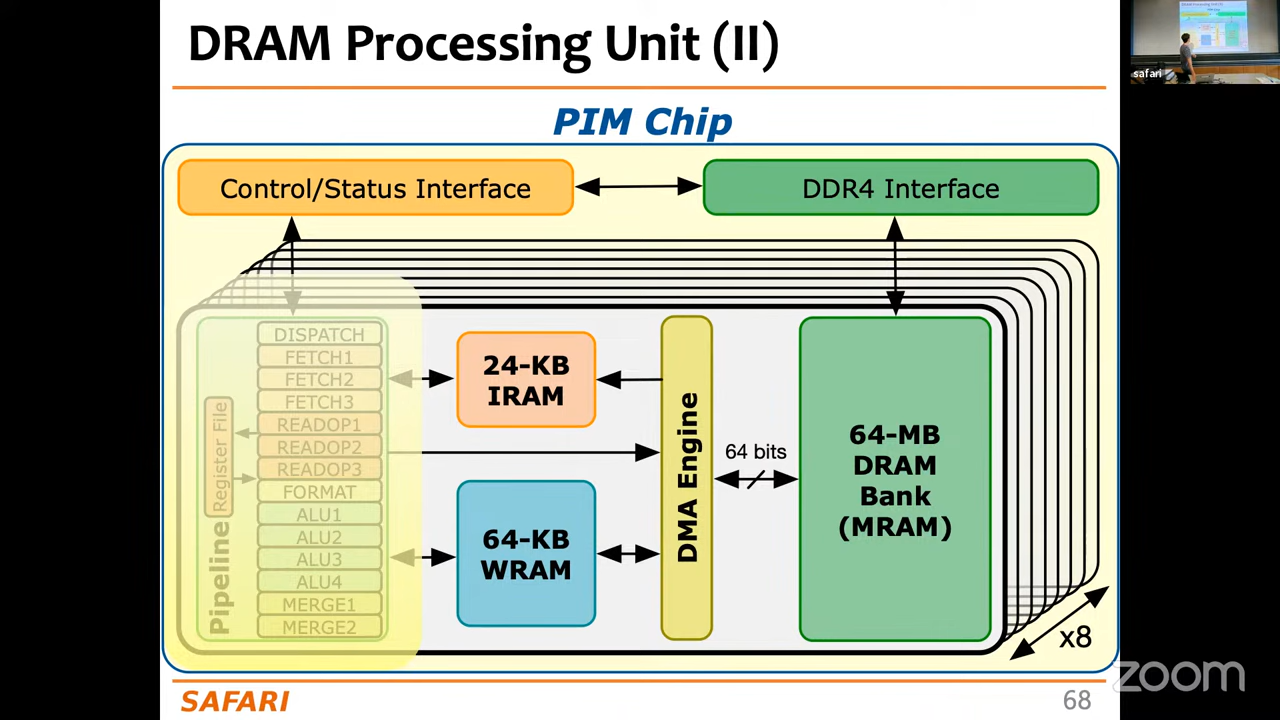 DRAM Processing Unit (II)
safari
PIM Chip
Control/Status Interface
DDR4 Interface
DISPATCH
FETCH1
FETCH2
FETCH3
READOP1
READOP2
READOP3
FORMAT
ALU1
ALU2
ALU3
ALU4
MERGE1
MERGE2
Register File
Pipeline
24-KB
IRAM
64-KB
WRAM
DMA Engine
64 bits
64-MB
DRAM
Bank
(MRAM)
x8
SAFARI
68
zoom